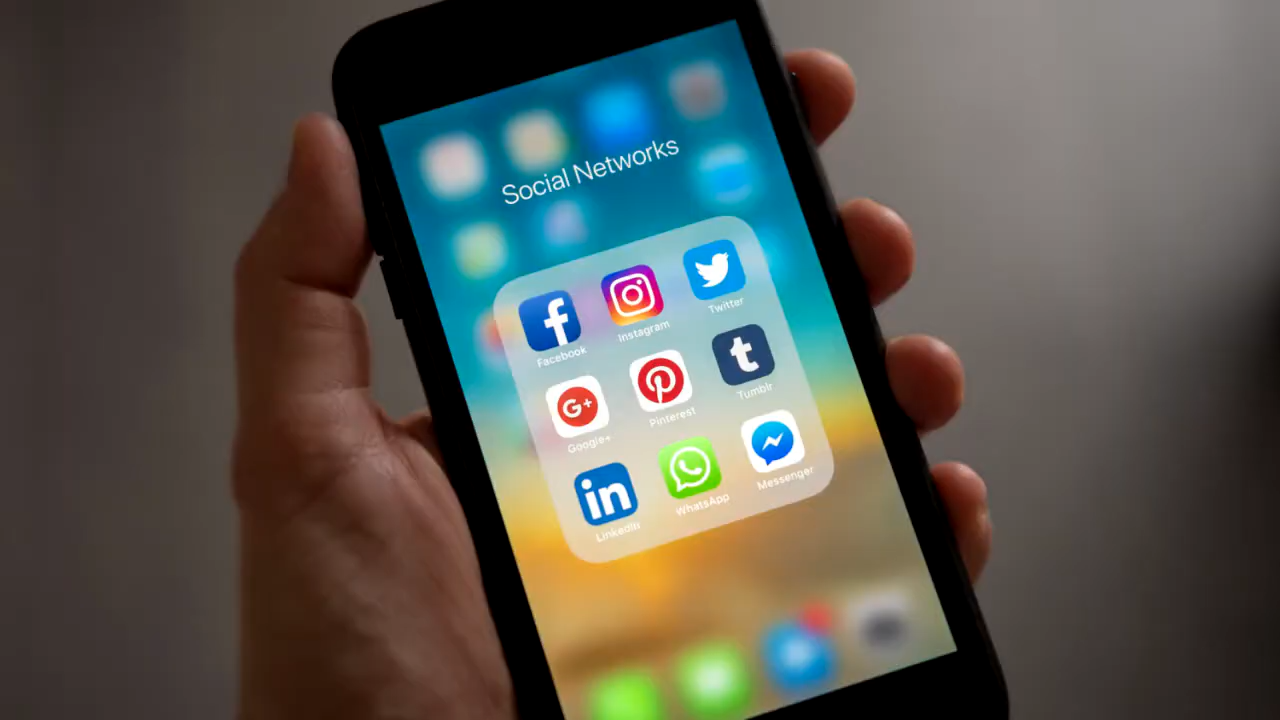 Social Networks
Facebook
Instagram
Twitter
Google+
Pinterest
Tumblr
LinkedIn
WhatsApp
Messenger